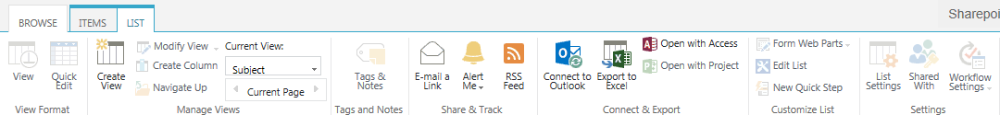 BROWSE ITEMS LIST Sharepoi
View Quick Edit Create View Modify View Create Column Navigate Up Current View: Subject Current Page Tags & Notes E-mail a Link Alert Me RSS Feed Connect to Outlook Export to Excel Open with Access Open with Project Form Web Parts Edit List New Quick Step List Settings Shared With Workflow Settings
View Format Manage Views Tags and Notes Share & Track Connect & Export Customize List Settings